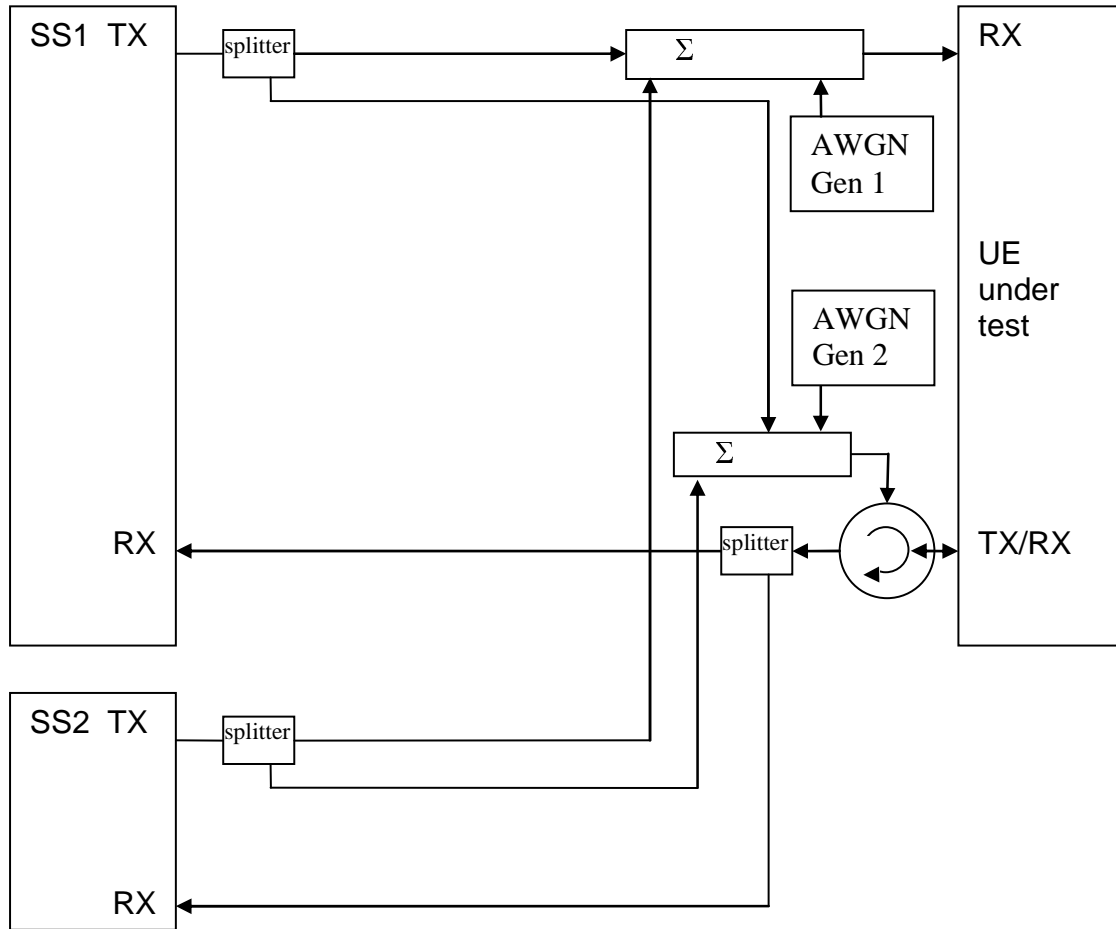 SS1 TX
splitter
Σ
RX
AWGN
Gen 1
UE
under
test
AWGN
Gen 2
Σ
RX
splitter
TX/RX
SS2 TX
splitter
RX